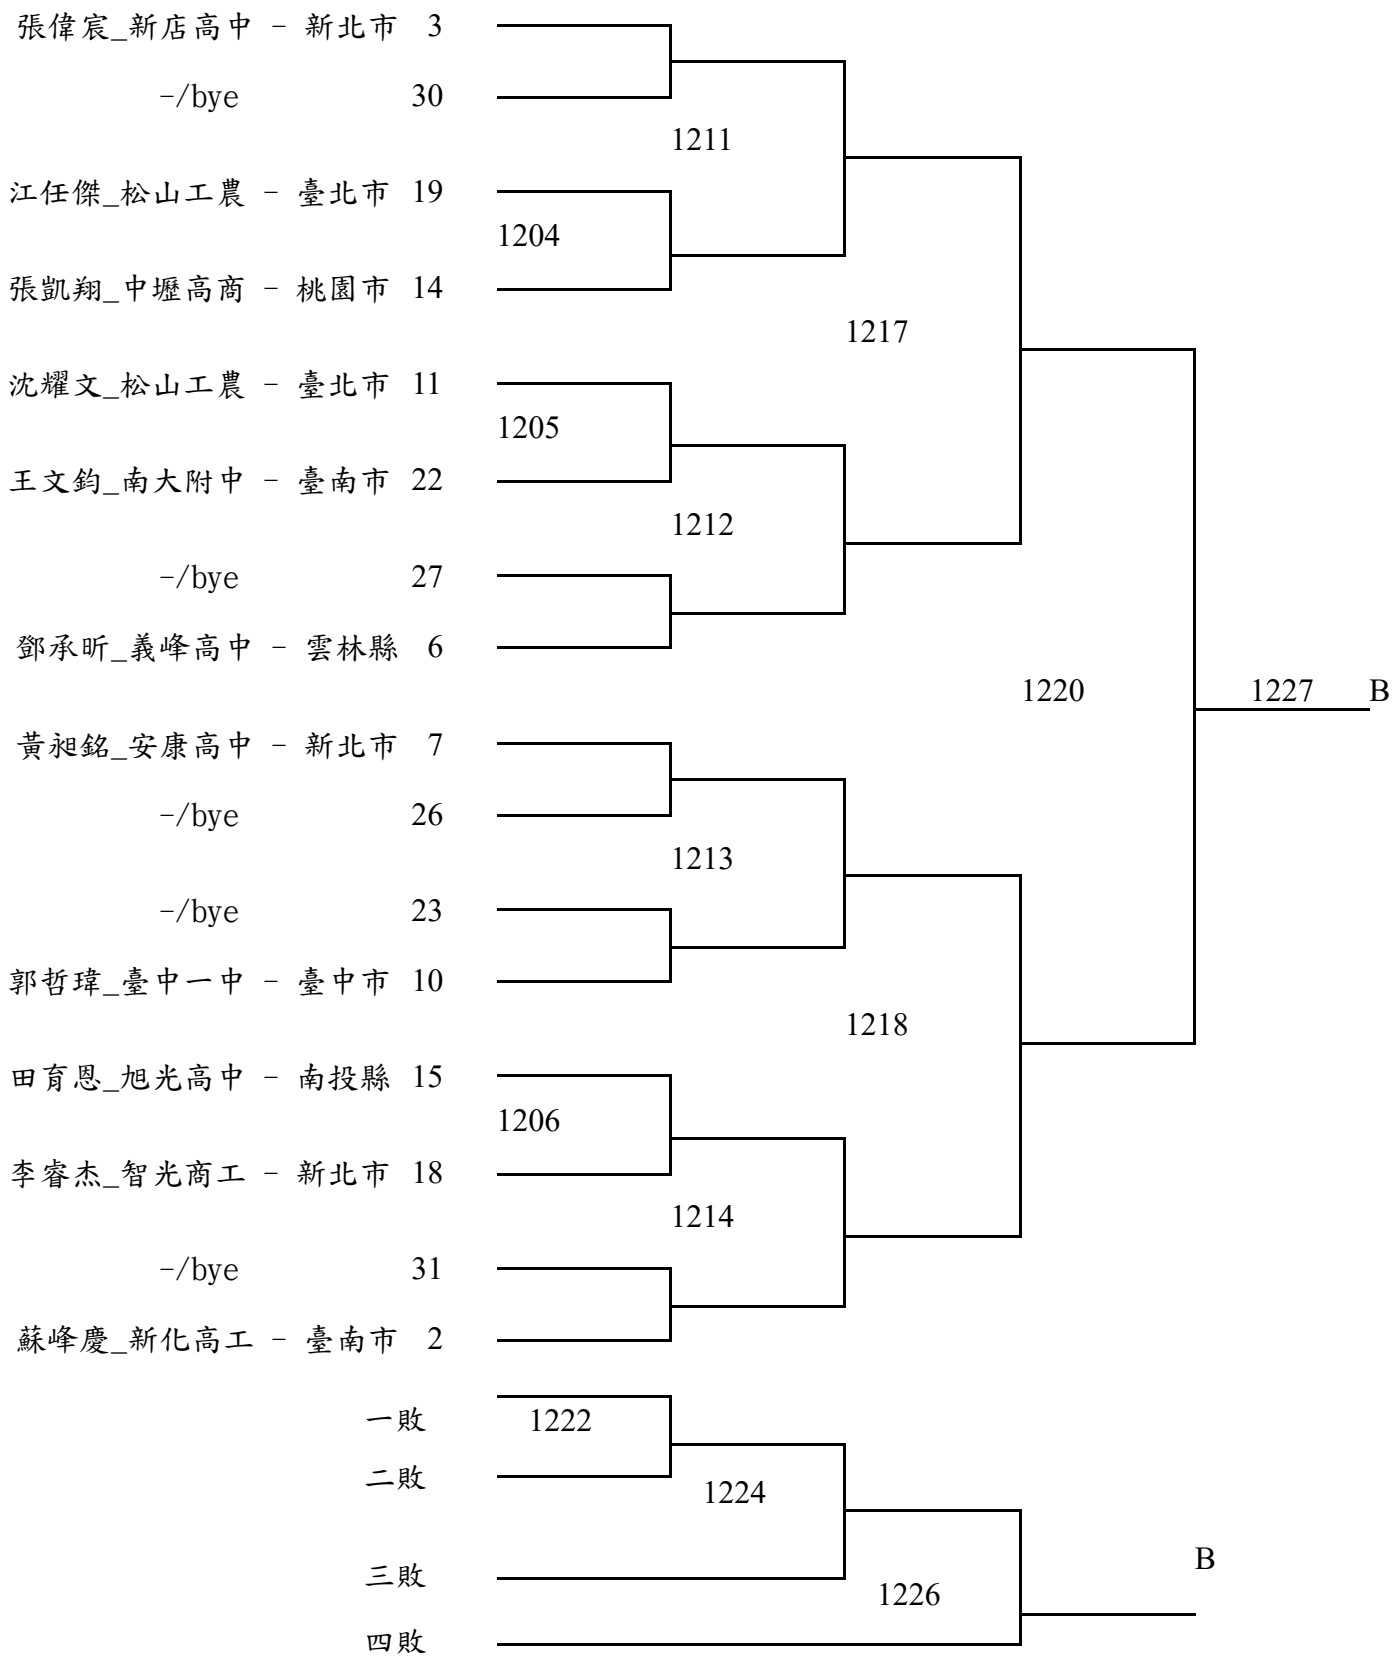 張偉宸_新店高中 - 新北市 3
-/bye 30
1211
江任傑_松山工農 - 臺北市 19
1204
張凱翔_中壢高商 - 桃園市 14
1217
沈耀文_松山工農 - 臺北市 11
1205
王文鈞_南大附中 - 臺南市 22
1212
-/bye 27
鄧承昕_義峰高中 - 雲林縣 6
1220 1227 B
黃昶銘_安康高中 - 新北市 7
-/bye 26
1213
-/bye 23
郭哲瑋_臺中一中 - 臺中市 10
1218
田育恩_旭光高中 - 南投縣 15
1206
李睿杰_智光商工 - 新北市 18
1214
-/bye 31
蘇峰慶_新化高工 - 臺南市 2
一敗 1222
二敗
1224
B
三敗
1226
四敗